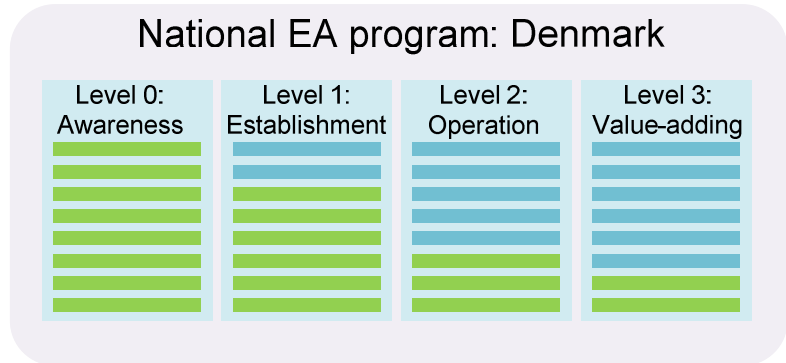 National EA program: Denmark
Level 0:
Awareness
Level 1:
Establishment
Level 2:
Operation
Level 3:
Value-adding